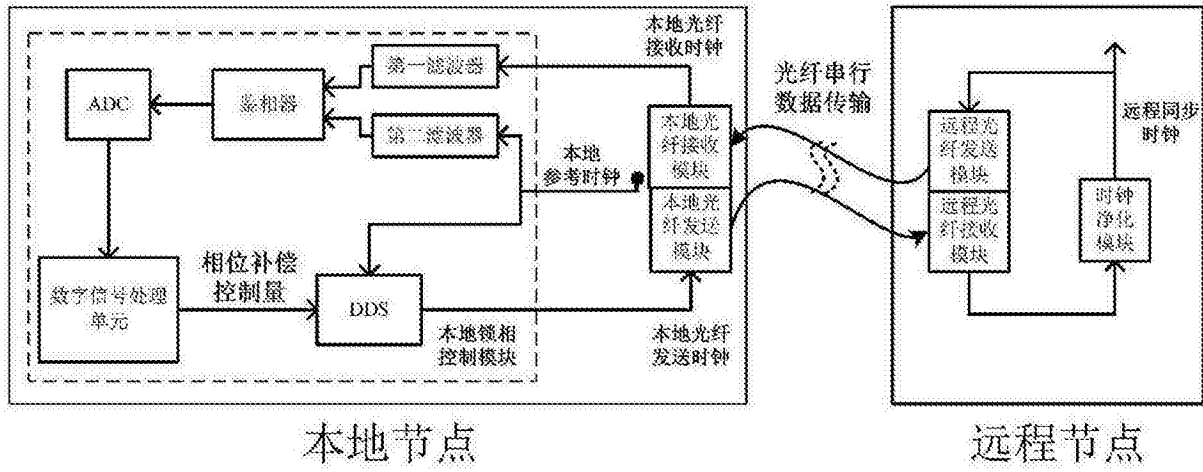 本地光纤
接收时钟
第一滤波器
ADC
鉴相器
第二滤波器
本地
参考时钟
本地光
纤接收
模块
本地光
纤发送
模块
光纤串行
数据传输
远程光
纤发送
模块
远程光
纤接收
模块
远程同步
时钟
时钟
净化
模块
数字信号处理
单元
相位补偿
控制量
DDS
本地锁相
控制模块
本地光纤
发送时钟
本地节点
远程节点